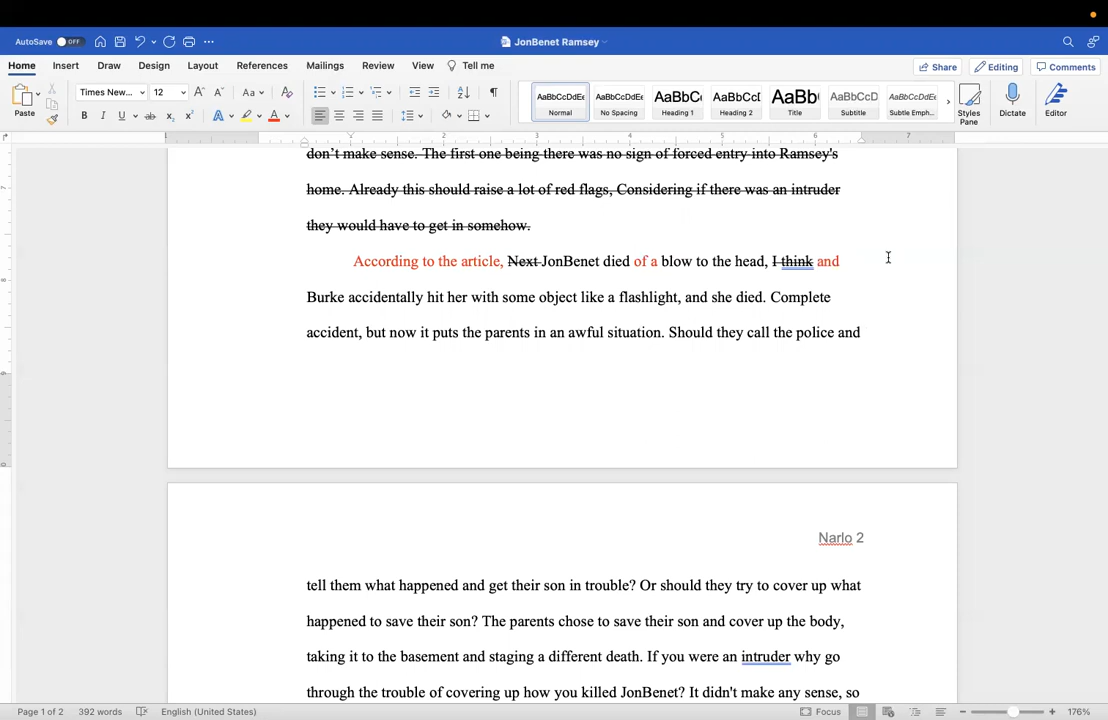 AutoSave OFF
JonBenet Ramsey
Home Insert Draw Design Layout References Mailings Review View Tell me
Share Editing Comments
Paste
Times New... 12
AaBbCcDdEe AaBbCcDdEe AaBbC AaBbCcD AaBb( AaBbCcDd AaBbCcDdEe
Normal No Spacing Heading 1 Heading 2 Title Subtitle Subtle Emph...
Styles Pane
Dictate
Editor
1 2 3 4 5 6 7
don't make sense. The first one being there was no sign of forced entry into Ramsey's
home. Already this should raise a lot of red flags, Considering if there was an intruder
they would have to get in somehow.
According to the article, Next JonBenet died of a blow to the head, I think and
Burke accidentally hit her with some object like a flashlight, and she died. Complete
accident, but now it puts the parents in an awful situation. Should they call the police and
Narlo 2
tell them what happened and get their son in trouble? Or should they try to cover up what
happened to save their son? The parents chose to save their son and cover up the body,
taking it to the basement and staging a different death. If you were an intruder why go
through the trouble of covering up how you killed JonBenet? It didn't make any sense, so
Page 1 of 2 392 words English (United States) Focus 176%